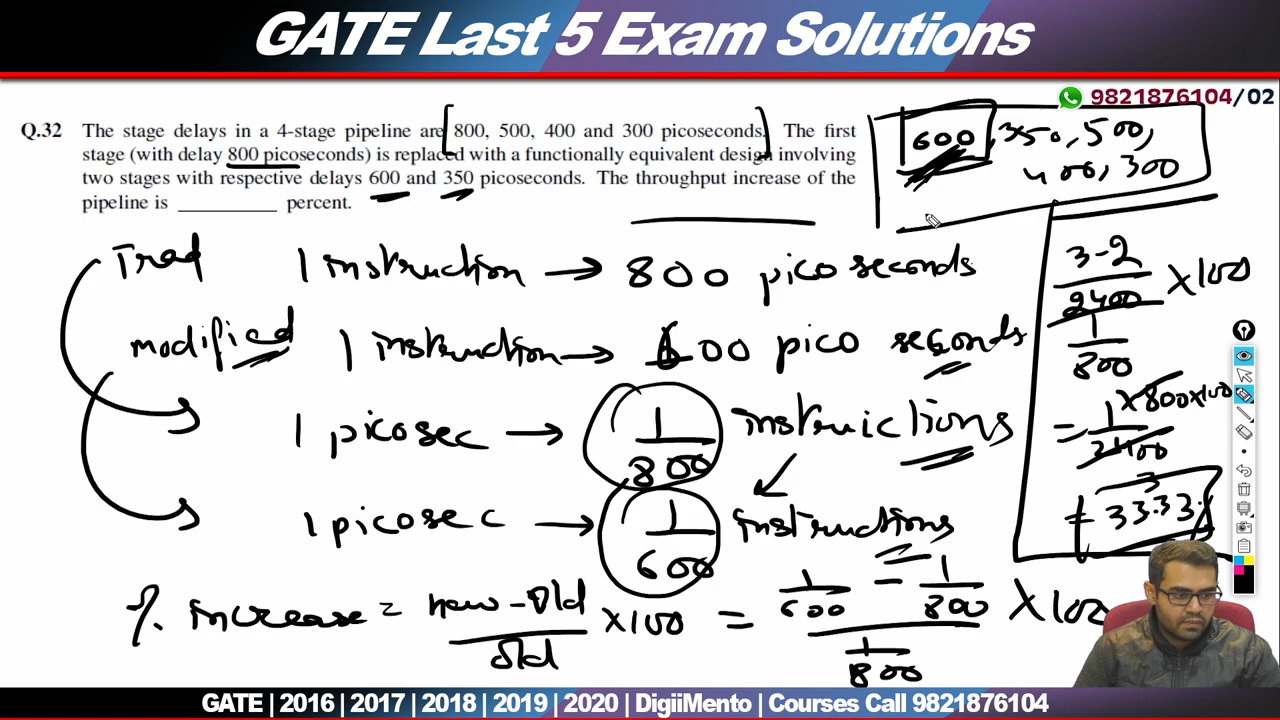 GATE Last 5 Exam Solutions
9821876104/02
Q.32 The stage delays in a 4-stage pipeline are 800, 500, 400 and 300 picoseconds. The first
stage (with delay 800 picoseconds) is replaced with a functionally equivalent design involving
two stages with respective delays 600 and 350 picoseconds. The throughput increase of the
pipeline is __________ percent.
600, 350, 500,
400, 300
Trad 1 instruction → 800 pico seconds
modified 1 instruction → 600 pico seconds
1 picosec → 1/800 instructions
1 picosec → 1/600 instructions
% increase = new - old / old × 100 = 1/600 - 1/800 / 1/800 × 100
3-2 / 2400 × 100
1 / 800
= 1/2400 × 800 × 100
3
= 33.33%
GATE | 2016 | 2017 | 2018 | 2019 | 2020 | DigiiMento | Courses Call 9821876104